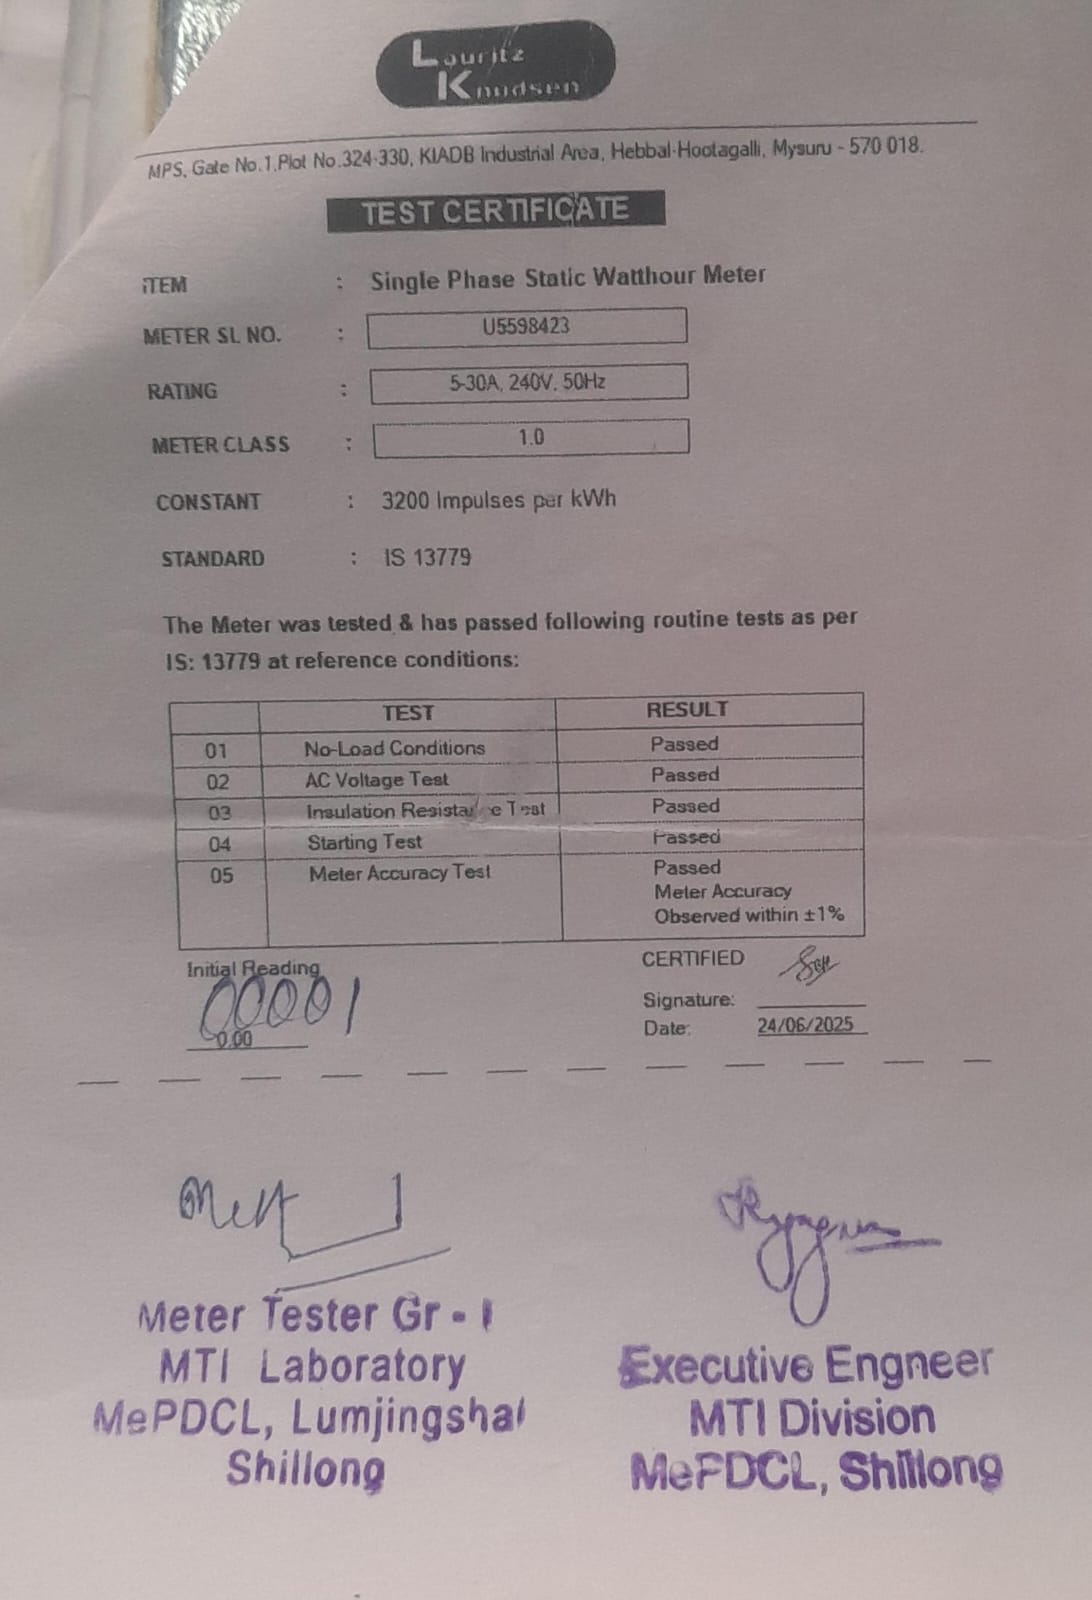 Lauritz
Knudsen
MPS, Gate No.1,Plot No.324-330, KIADB Industrial Area, Hebbal-Hootagalli, Mysuru - 570 018.
TEST CERTIFICATE
ITEM : Single Phase Static Watthour Meter
METER SL NO. : U5598423
RATING : 5-30A, 240V, 50Hz
METER CLASS : 1.0
CONSTANT : 3200 Impulses per kWh
STANDARD : IS 13779
The Meter was tested & has passed following routine tests as per
IS: 13779 at reference conditions:
TEST RESULT
01 No-Load Conditions Passed
02 AC Voltage Test Passed
03 Insulation Resistance Test Passed
04 Starting Test Passed
05 Meter Accuracy Test Passed
Meter Accuracy
Observed within ±1%
Initial Reading
00001
0.00
CERTIFIED
Signature:
Date: 24/06/2025
Meter Tester Gr - I
MTI Laboratory
MePDCL, Lumjingshai
Shillong
Executive Engneer
MTI Division
MePDCL, Shillong